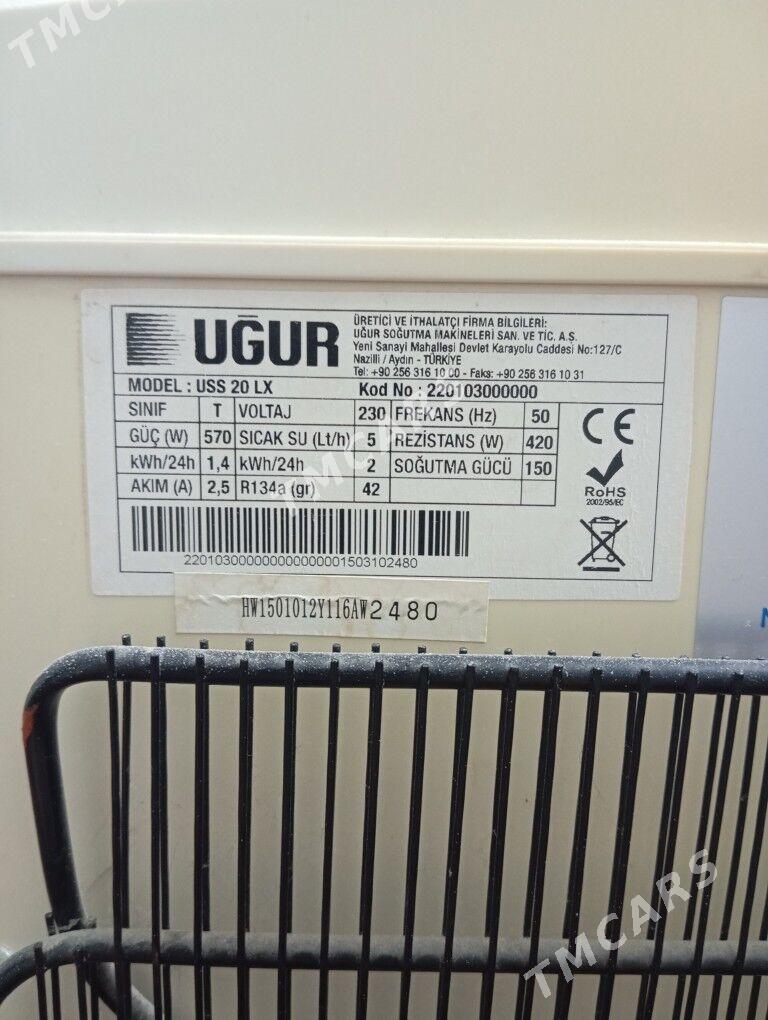 TMCARS
UĞUR
ÜRETİCİ VE İTHALATÇI FİRMA BİLGİLERİ:
UĞUR SOĞUTMA MAKİNELERİ SAN. VE TİC. A.Ş.
Yeni Sanayi Mahallesi Devlet Karayolu Caddesi No:127/C
Nazilli / Aydın - TÜRKİYE
Tel: +90 256 316 10 00 - Faks: +90 256 316 10 31
MODEL : USS 20 LX Kod No : 220103000000
SINIF T VOLTAJ 230 FREKANS (Hz) 50
GÜÇ (W) 570 SICAK SU (Lt/h) 5 REZİSTANS (W) 420
kWh/24h 1,4 kWh/24h 2 SOĞUTMA GÜCÜ 150
AKIM (A) 2,5 R134a (gr) 42
CE
RoHS
2002/95/EC
TMCARS
HW1501012Y116AW2480
TMCARS